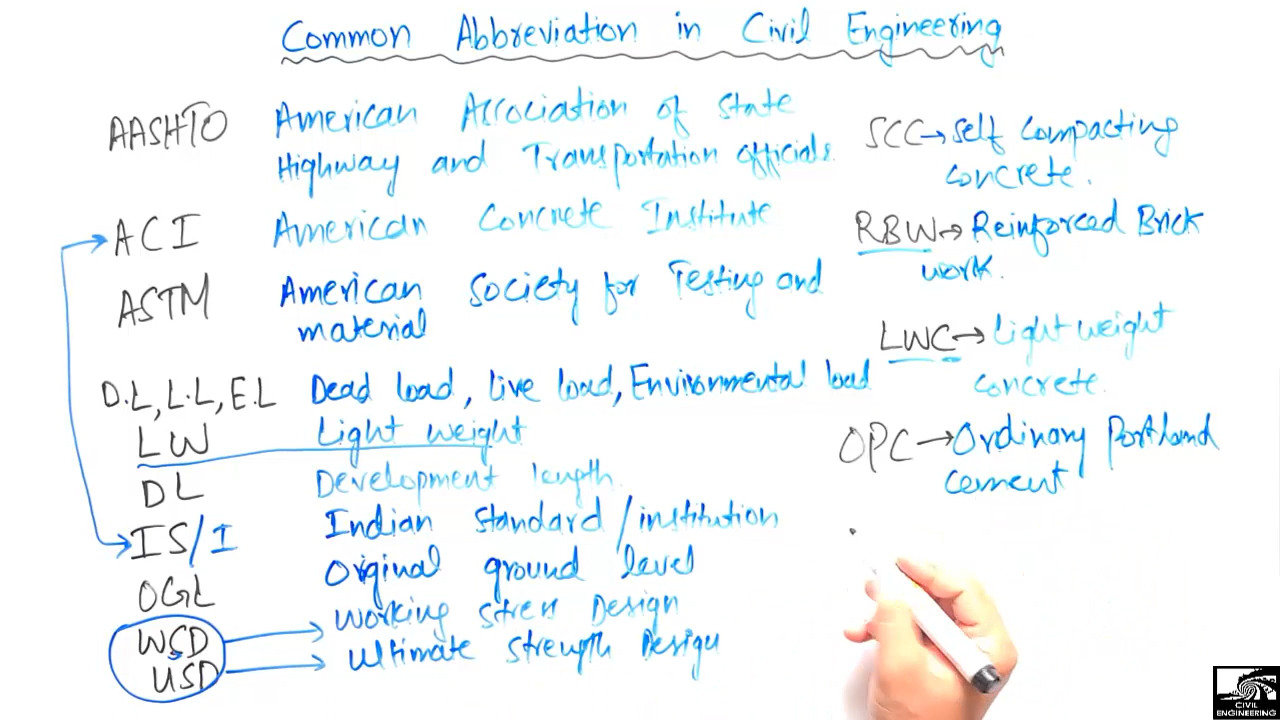 Common Abbreviation in Civil Engineering
AASHTO American Association of State
Highway and Transportation officials.
ACI American Concrete Institute
ASTM American Society for Testing and
material
D.L, L.L, E.L Dead load, Live load, Environmental load
LW Light weight
DL Development length.
IS/I Indian standard/institution
OGL Original ground level
WSD Working stress Design
USD Ultimate strength Design
SCC→Self Compacting
concrete.
RBW→Reinforced Brick
work.
LWC→Light weight
concrete.
OPC→Ordinary Portland
cement
CIVIL
ENGINEERING